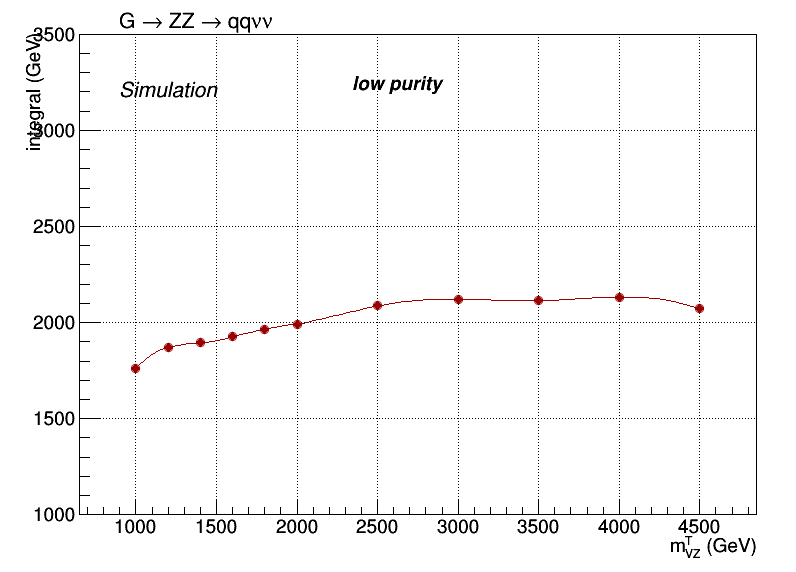 G → ZZ → qqνν
integral (GeV)
Simulation
low purity
3500
3000
2500
2000
1500
1000
1000 1500 2000 2500 3000 3500 4000 4500
m^T_VZ (GeV)